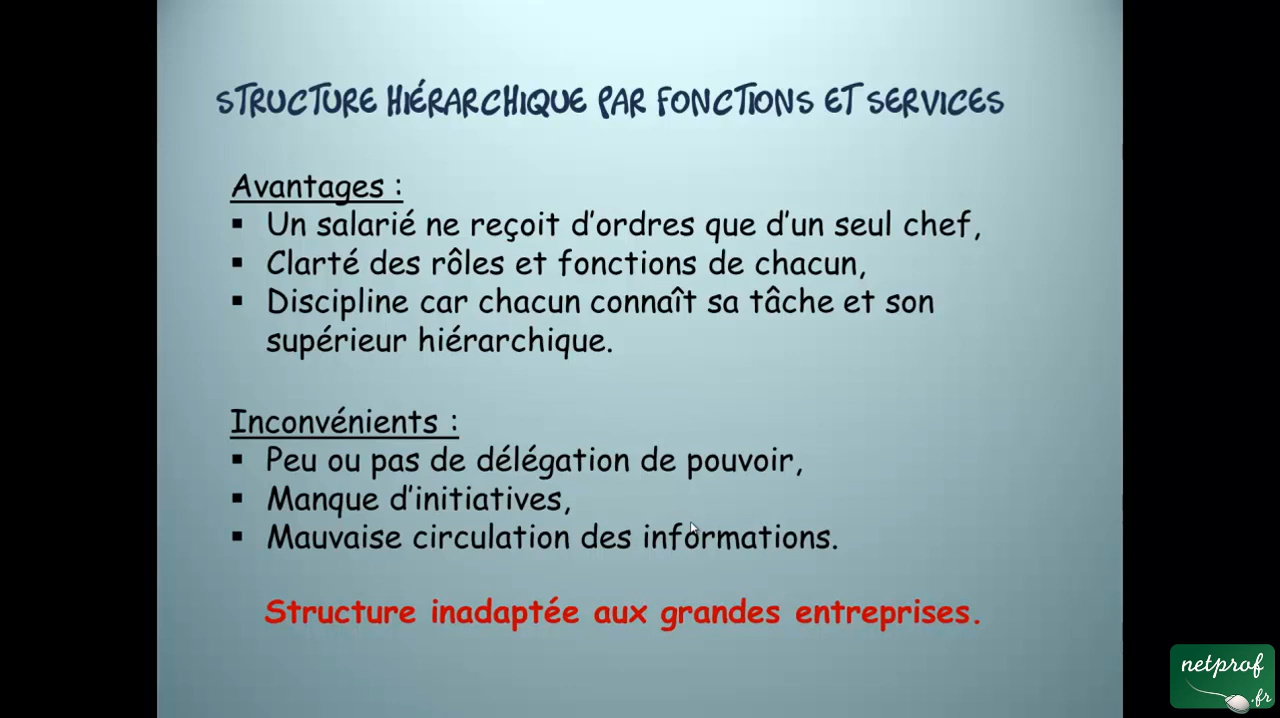 STRUCTURE HIÉRARCHIQUE PAR FONCTIONS ET SERVICES
Avantages :
▪ Un salarié ne reçoit d’ordres que d’un seul chef,
▪ Clarté des rôles et fonctions de chacun,
▪ Discipline car chacun connaît sa tâche et son
supérieur hiérarchique.
Inconvénients :
▪ Peu ou pas de délégation de pouvoir,
▪ Manque d’initiatives,
▪ Mauvaise circulation des informations.
Structure inadaptée aux grandes entreprises.
netprof
.fr